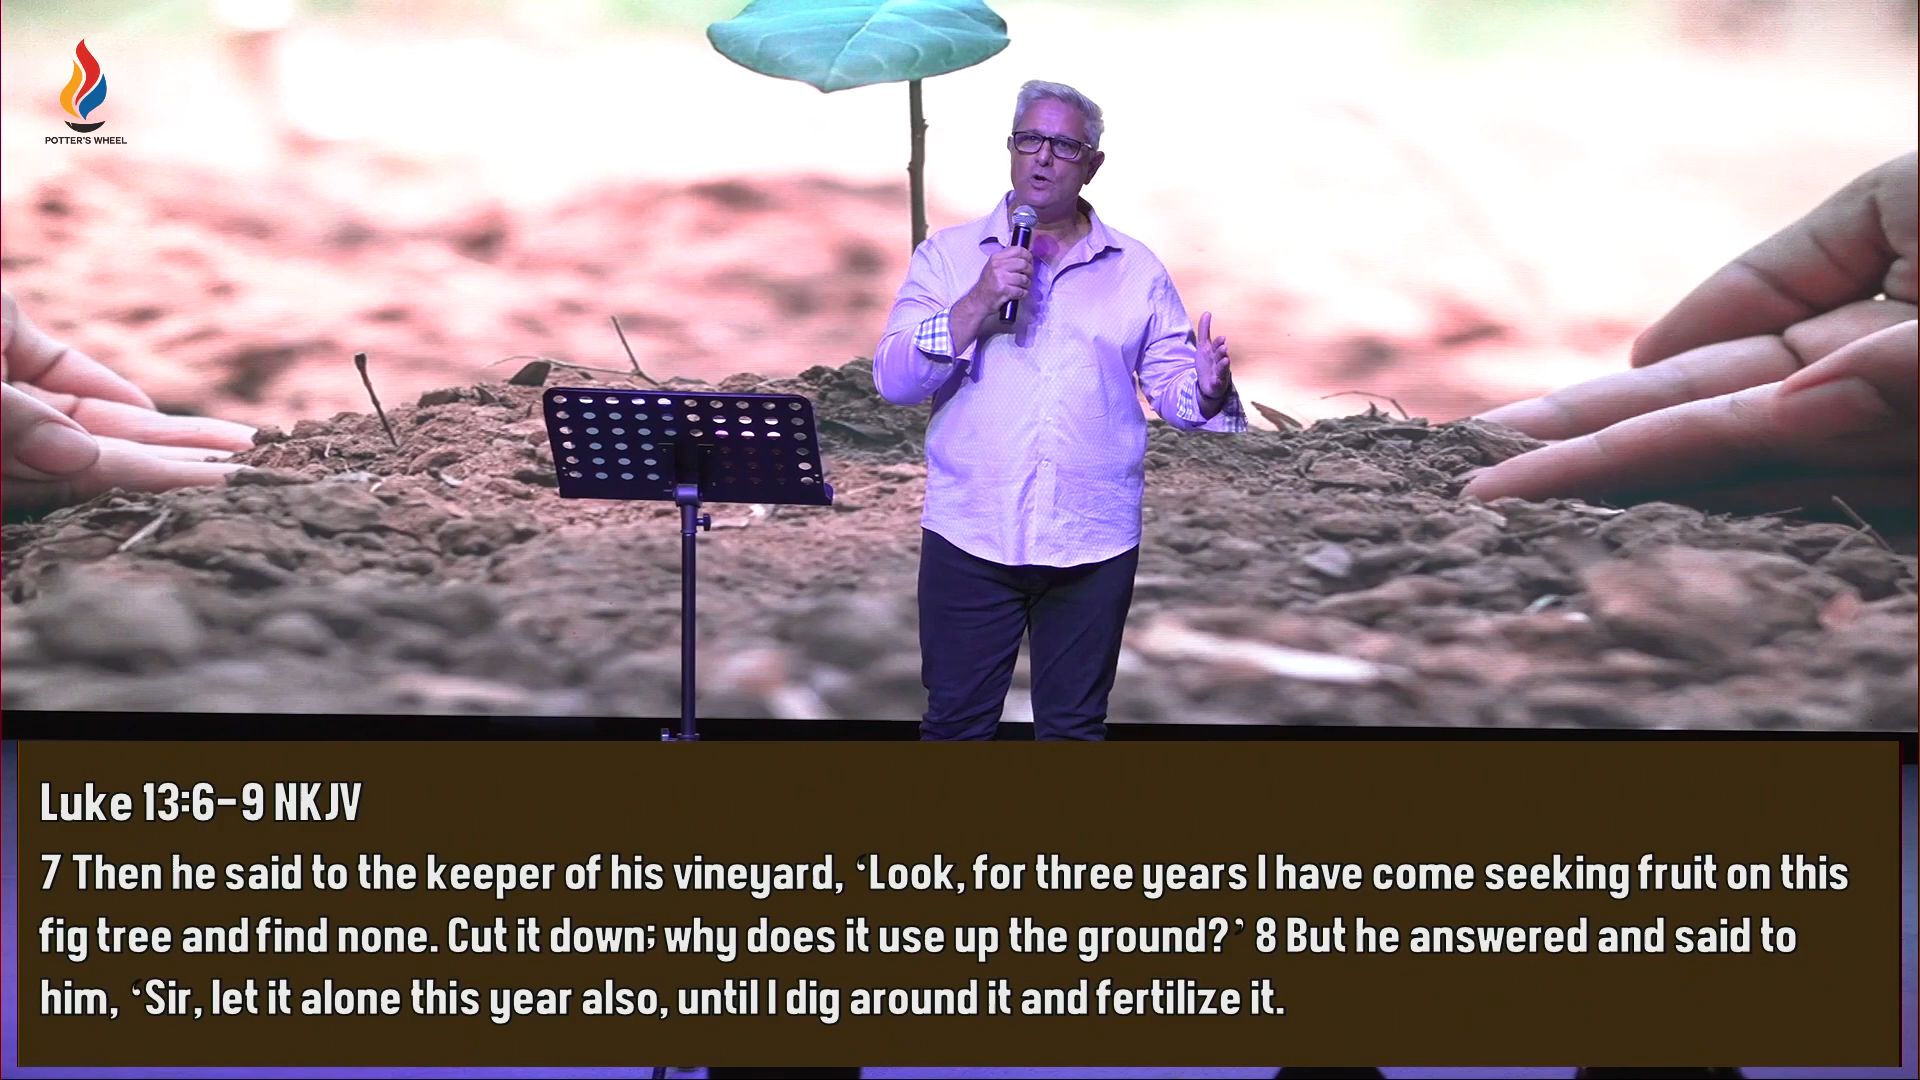 POTTER'S WHEEL
Luke 13:6-9 NKJV
7 Then he said to the keeper of his vineyard, ‘Look, for three years I have come seeking fruit on this
fig tree and find none. Cut it down; why does it use up the ground?’ 8 But he answered and said to
him, ‘Sir, let it alone this year also, until I dig around it and fertilize it.